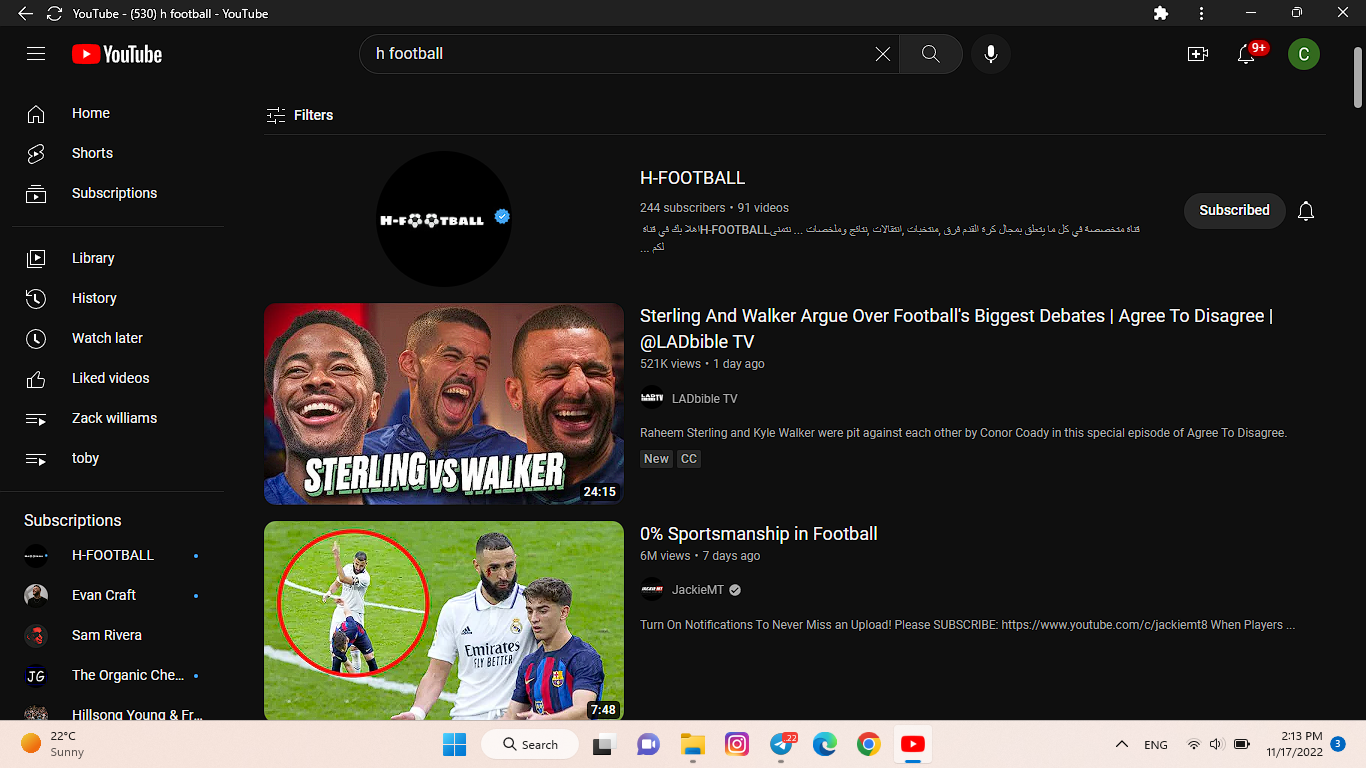 YouTube - (530) h football - YouTube
YouTube
h football
9+
C
Home
Shorts
Subscriptions
Library
History
Watch later
Liked videos
Zack williams
toby
Subscriptions
H-FOOTBALL
Evan Craft
Sam Rivera
JG
The Organic Che...
Hillsong Young & Fr...
Filters
H-FOOTBALL
H-FOOTBALL
244 subscribers • 91 videos
اهلا بك في قناة H-FOOTBALL قناة متخصصة في كل ما يتعلق بمجال كرة القدم فرق ,منتخبات ,انتقالات ,نتائج وملخصات ... نتمنى
لكم ...
Subscribed
STERLING VS WALKER
24:15
Sterling And Walker Argue Over Football's Biggest Debates | Agree To Disagree |
@LADbible TV
521K views • 1 day ago
LADbible TV
Raheem Sterling and Kyle Walker were pit against each other by Conor Coady in this special episode of Agree To Disagree.
New CC
Emirates
FLY BETTER
7:48
0% Sportsmanship in Football
6M views • 7 days ago
JackieMT
Turn On Notifications To Never Miss an Upload! Please SUBSCRIBE: https://www.youtube.com/c/jackiemt8 When Players ...
22°C
Sunny
Search
22
ENG
2:13 PM
11/17/2022
3